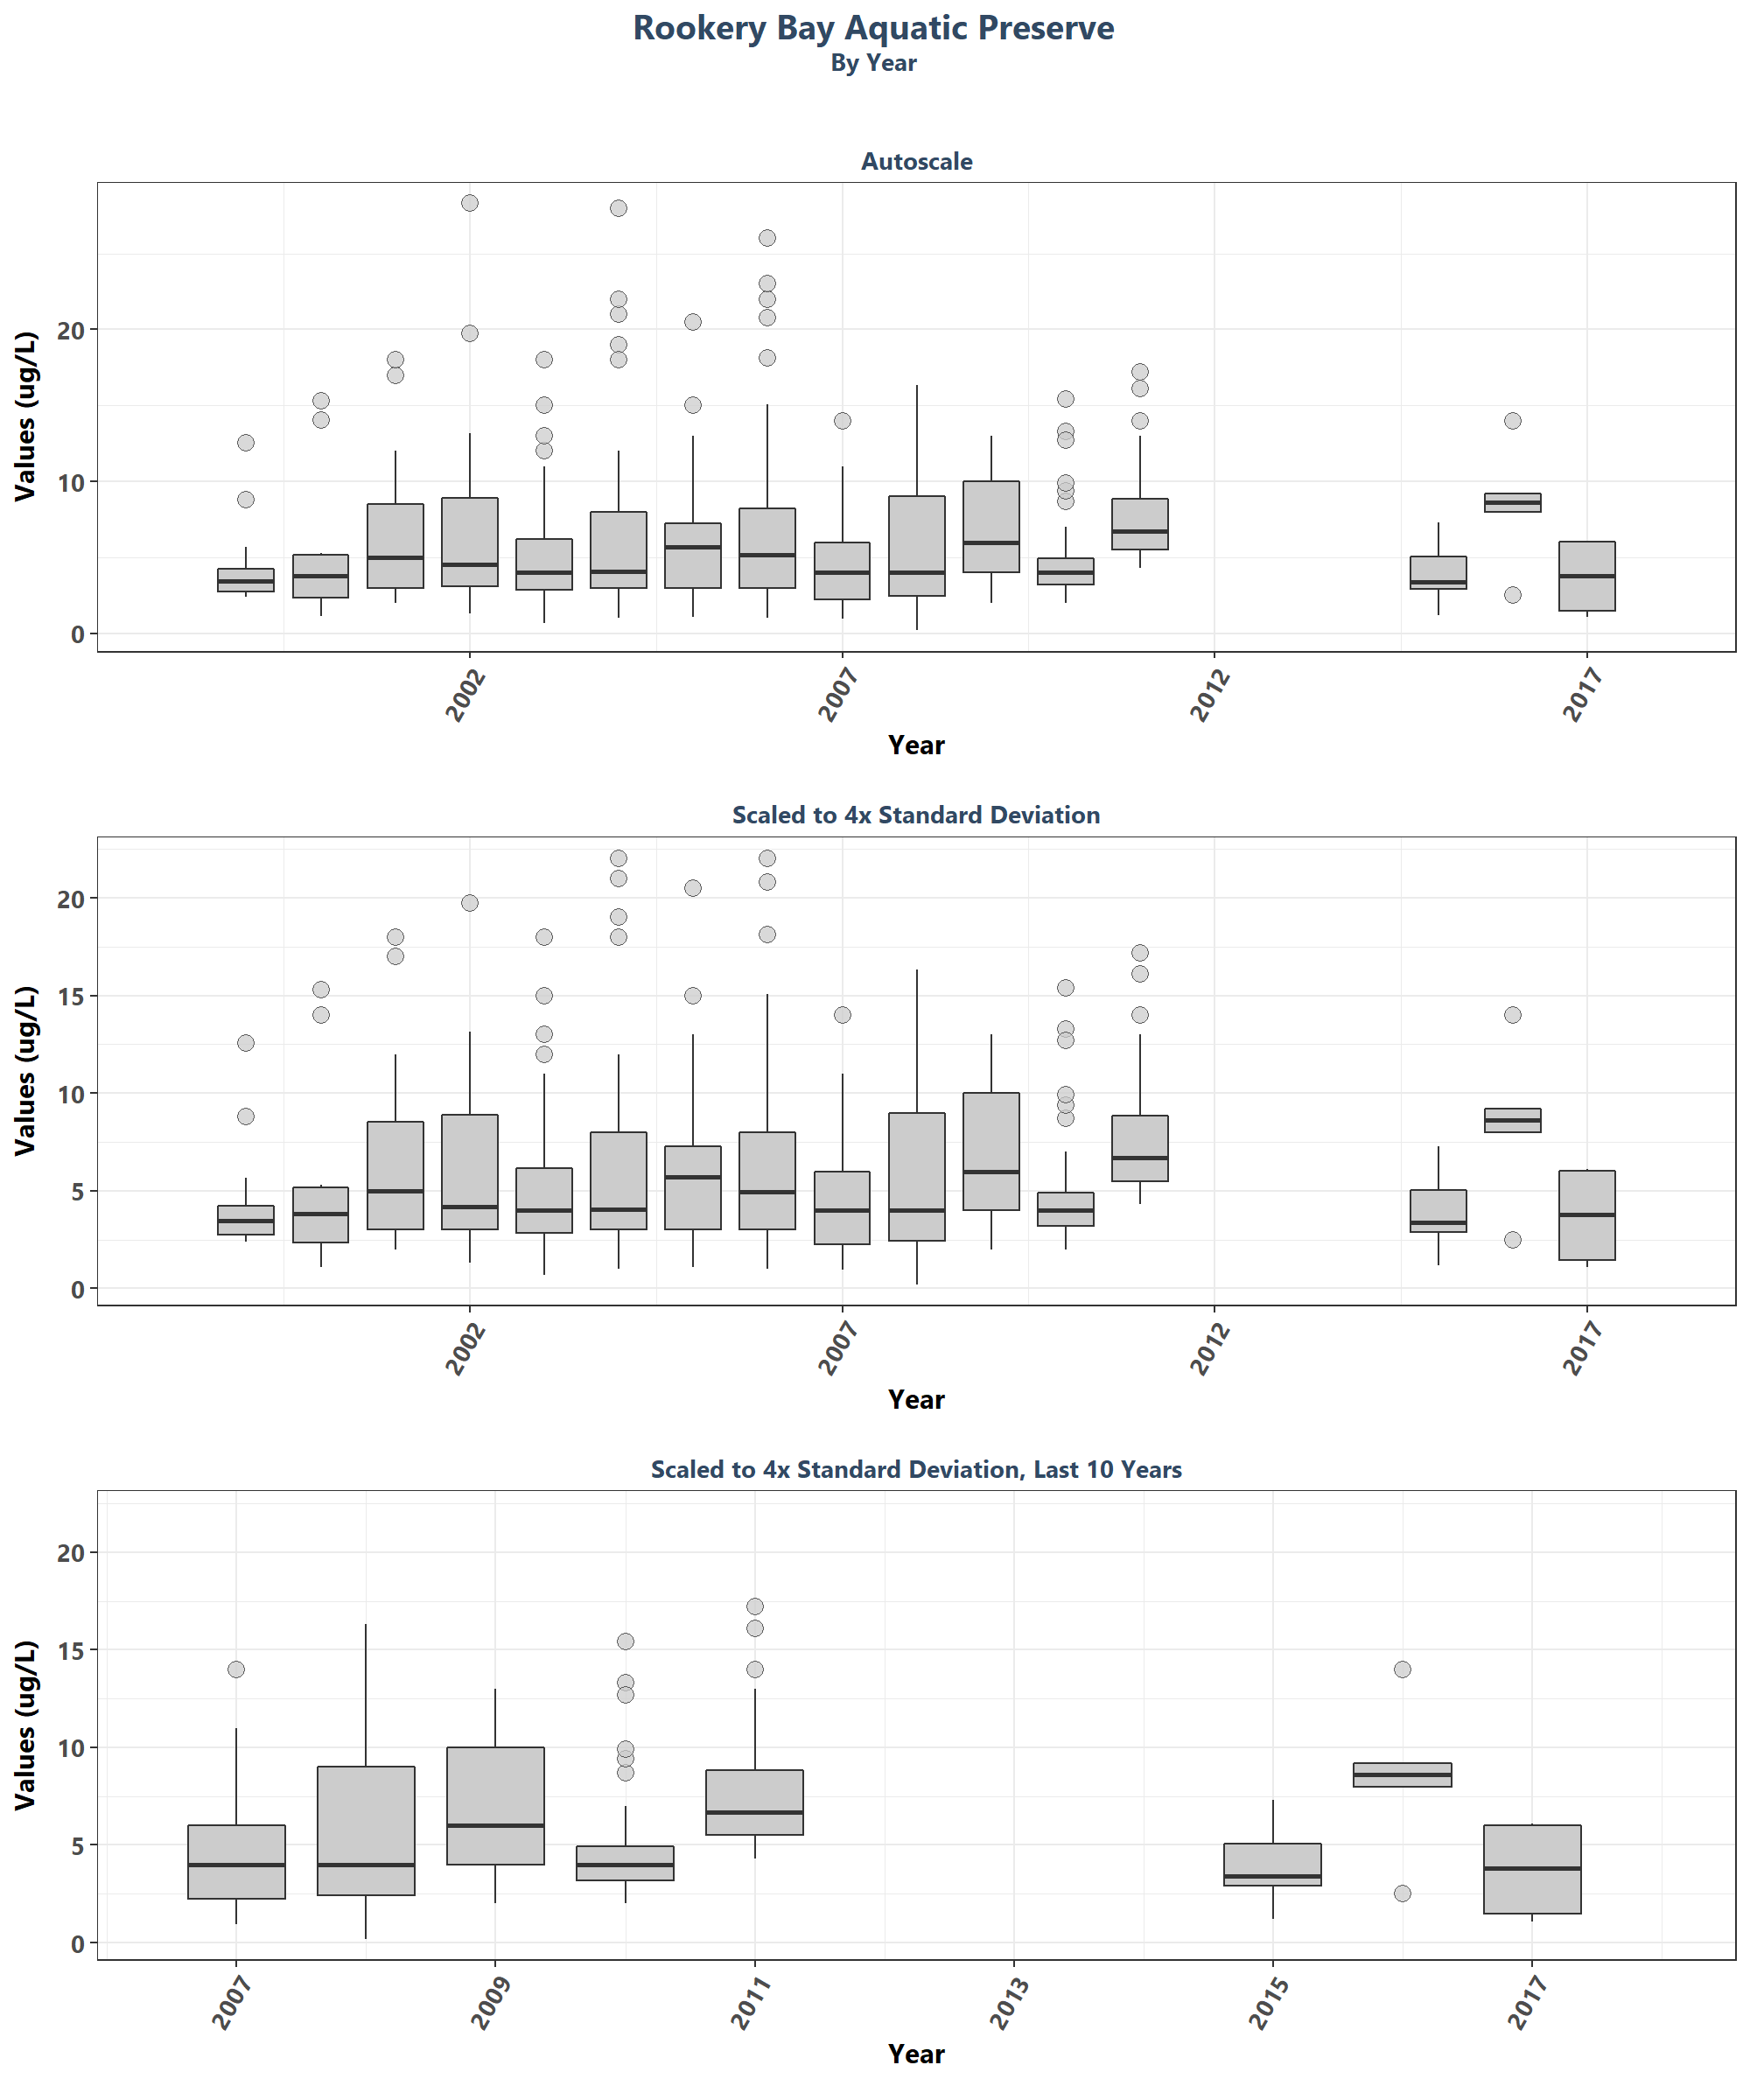 Rookery Bay Aquatic Preserve
By Year
Autoscale
Values (ug/L)
20
10
0
2002
2007
2012
2017
Year
Scaled to 4x Standard Deviation
Values (ug/L)
20
15
10
5
0
2002
2007
2012
2017
Year
Scaled to 4x Standard Deviation, Last 10 Years
Values (ug/L)
20
15
10
5
0
2007
2009
2011
2013
2015
2017
Year